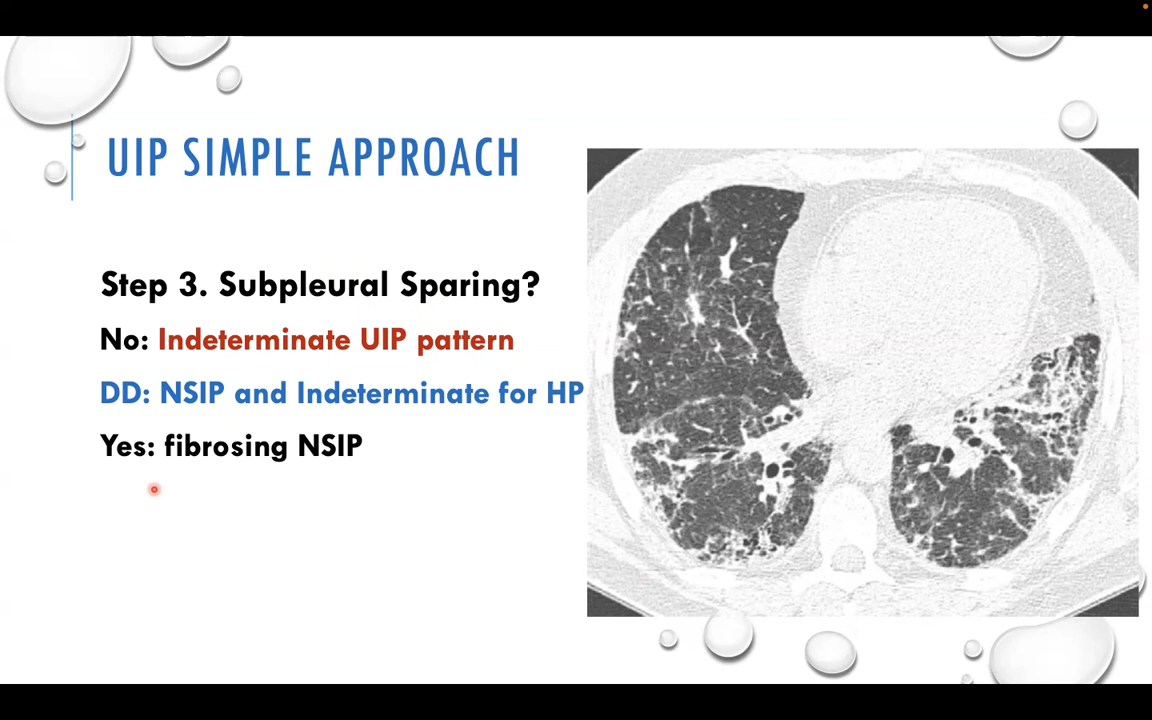 UIP SIMPLE APPROACH
Step 3. Subpleural Sparing?
No: Indeterminate UIP pattern
DD: NSIP and Indeterminate for HP
Yes: fibrosing NSIP